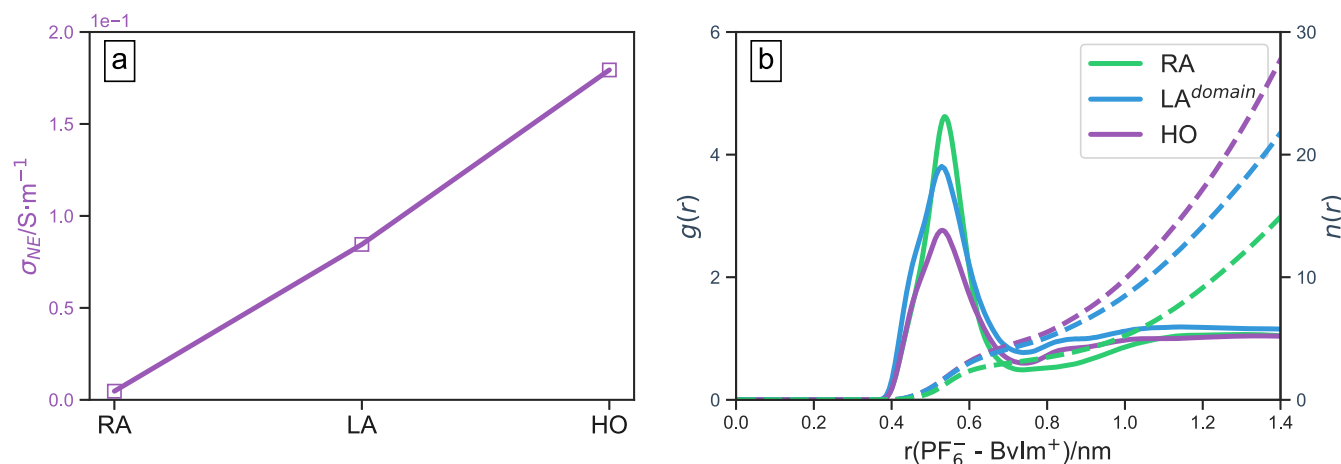 1e-1
a
2.0
1.5
1.0
0.5
0.0
σNE/S·m⁻¹
RA
LA
HO
b
6
4
2
0
g(r)
RA
LAᵈᵒᵐᵃⁱⁿ
HO
30
20
10
0
n(r)
0.0 0.2 0.4 0.6 0.8 1.0 1.2 1.4
r(PF₆⁻ - BvIm⁺)/nm